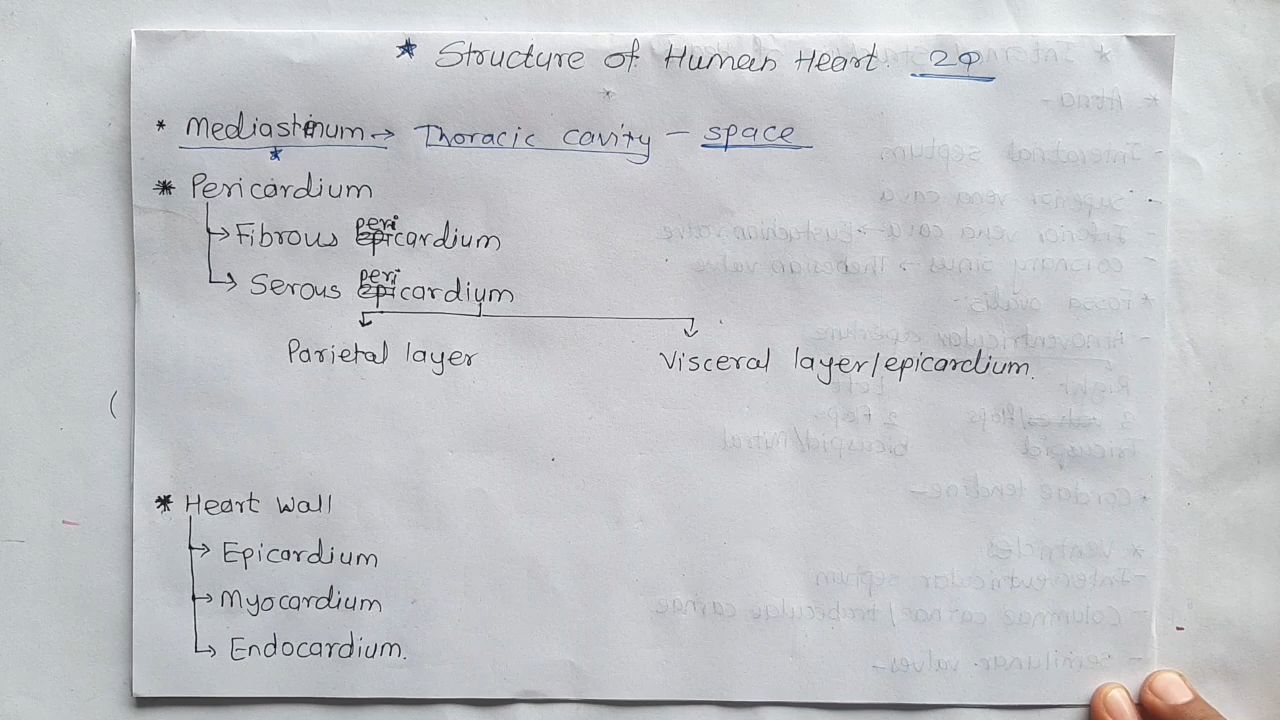 * Structure of Human Heart. 2Q
* Mediastinum → Thoracic cavity - space
* Pericardium
→ Fibrous pericardium
→ Serous pericardium
Parietal layer
Visceral layer/epicardium.
* Heart Wall
→ Epicardium
→ Myocardium
→ Endocardium.